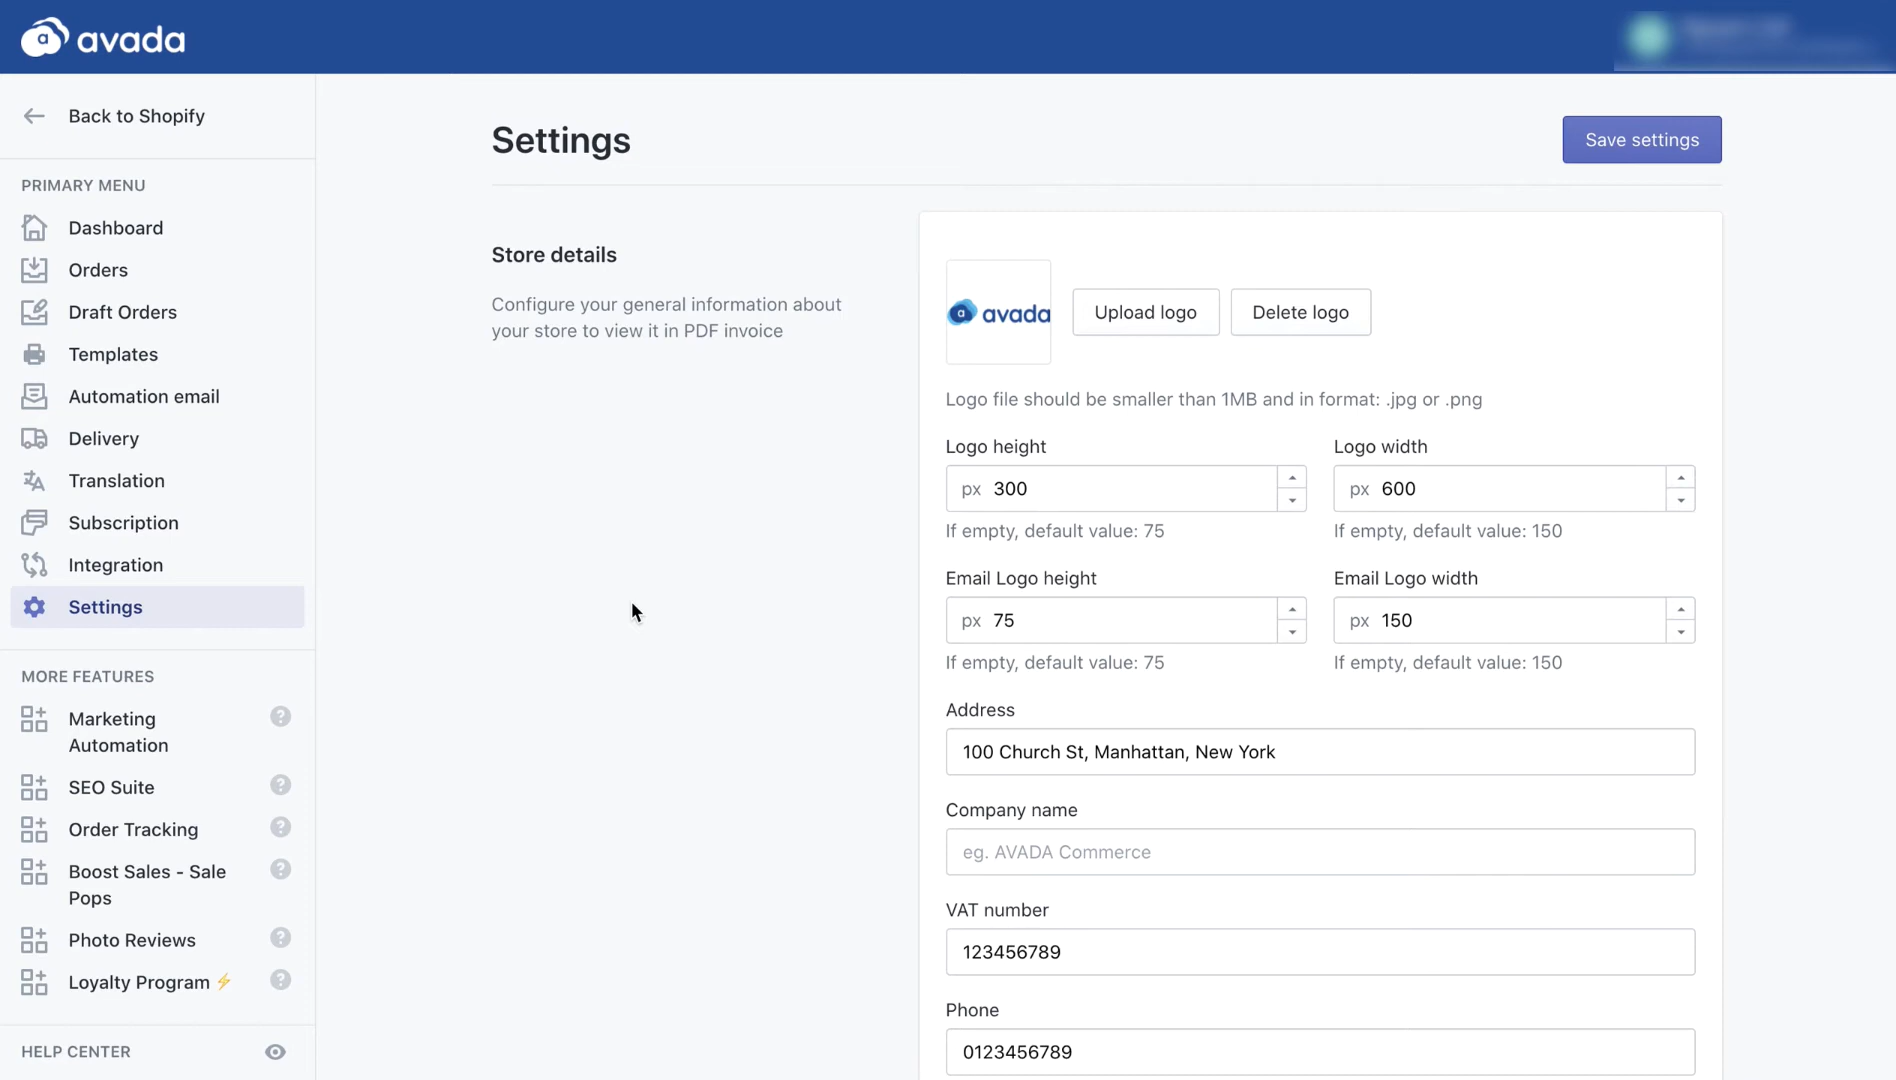 avada
Back to Shopify
PRIMARY MENU
Dashboard
Orders
Draft Orders
Templates
Automation email
Delivery
Translation
Subscription
Integration
Settings
MORE FEATURES
Marketing
Automation
?
SEO Suite
?
Order Tracking
?
Boost Sales - Sale
Pops
?
Photo Reviews
?
Loyalty Program ⚡
?
HELP CENTER
Settings
Save settings
Store details
Configure your general information about
your store to view it in PDF invoice
a avada
Upload logo
Delete logo
Logo file should be smaller than 1MB and in format: .jpg or .png
Logo height
px 300
If empty, default value: 75
Logo width
px 600
If empty, default value: 150
Email Logo height
px 75
If empty, default value: 75
Email Logo width
px 150
If empty, default value: 150
Address
100 Church St, Manhattan, New York
Company name
eg. AVADA Commerce
VAT number
123456789
Phone
0123456789